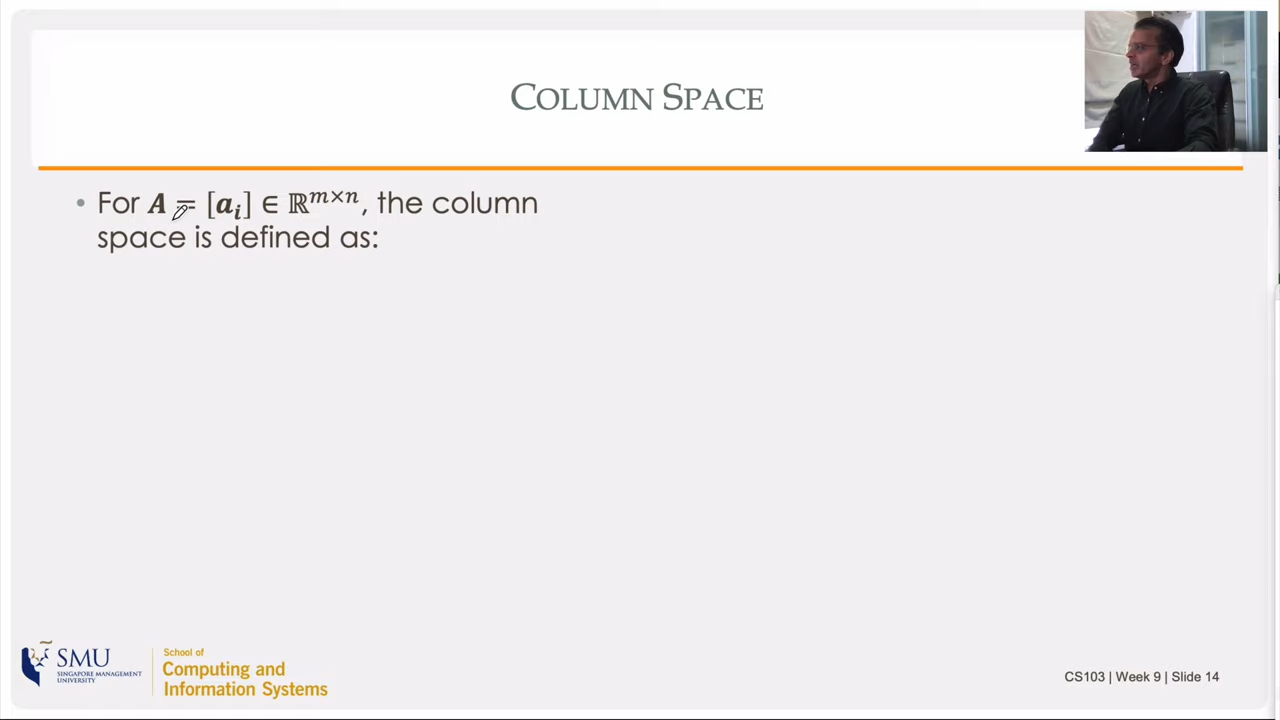 COLUMN SPACE
• For A = [aᵢ] ∈ ℝᵐˣⁿ, the column
space is defined as:
SMU
SINGAPORE MANAGEMENT
UNIVERSITY
School of
Computing and
Information Systems
CS103 | Week 9 | Slide 14